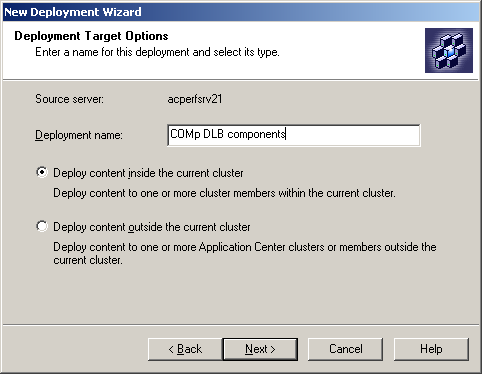 New Deployment Wizard
Deployment Target Options
Enter a name for this deployment and select its type.
Source server: acperfsrv21
Deployment name: COMp DLB components
Deploy content inside the current cluster
Deploy to one or more cluster members within the current cluster.
Deploy content outside the current cluster
Deploy content to one or more Application Center clusters or members outside the
current cluster.
< Back Next > Cancel Help